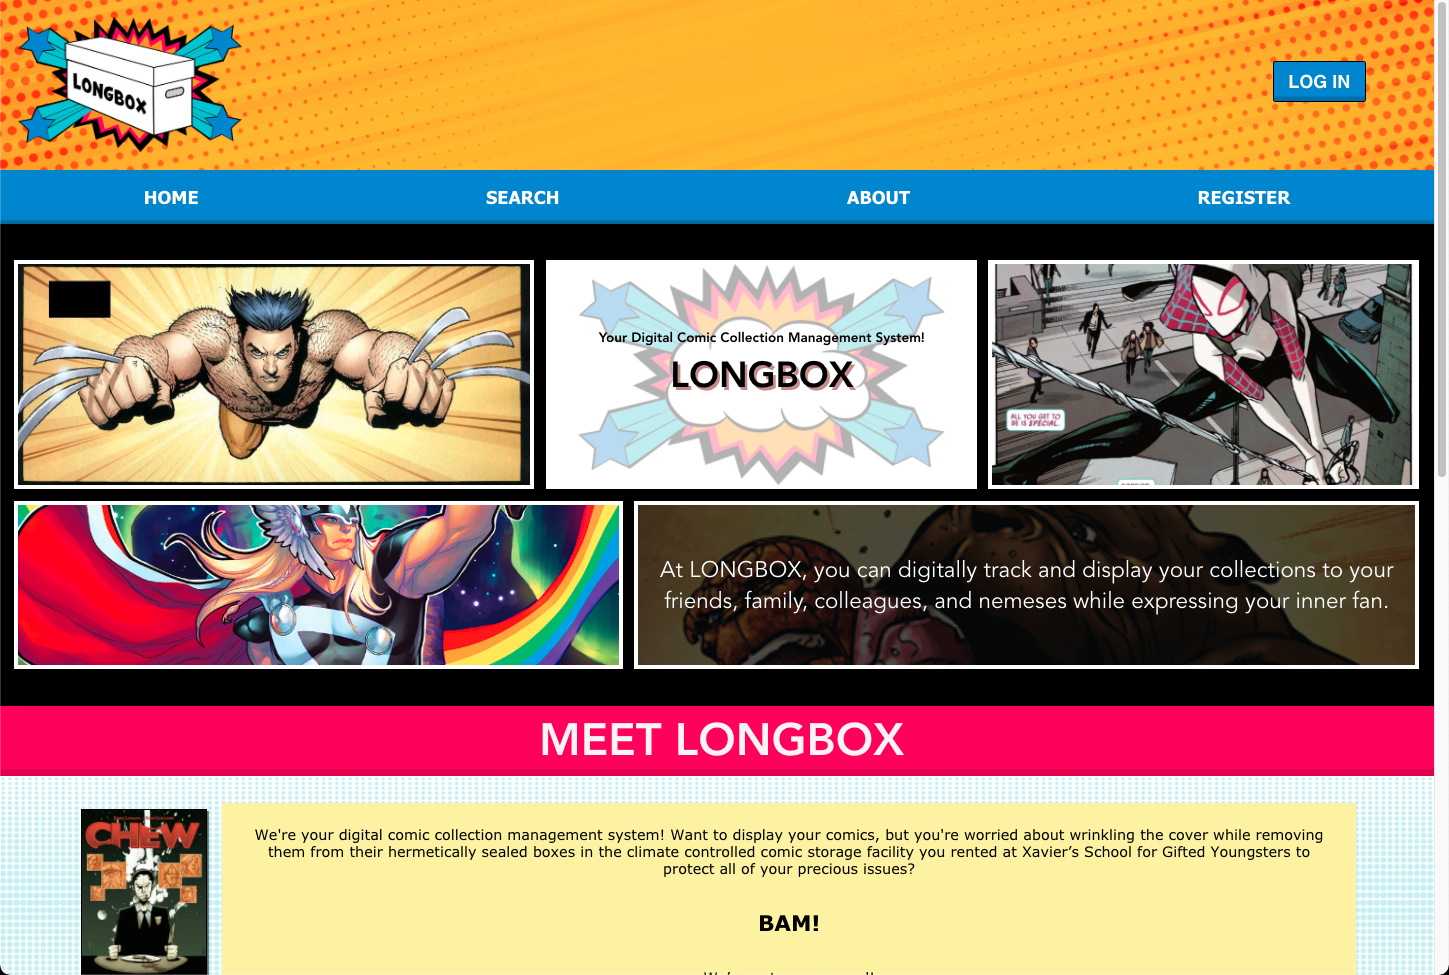 LONGBOX
LOG IN
HOME
SEARCH
ABOUT
REGISTER
Your Digital Comic Collection Management System!
LONGBOX
ALL YOU GET TO
BE IS SPECIAL.
At LONGBOX, you can digitally track and display your collections to your
friends, family, colleagues, and nemeses while expressing your inner fan.
MEET LONGBOX
CHEW
We're your digital comic collection management system! Want to display your comics, but you're worried about wrinkling the cover while removing
them from their hermetically sealed boxes in the climate controlled comic storage facility you rented at Xavier’s School for Gifted Youngsters to
protect all of your precious issues?
BAM!